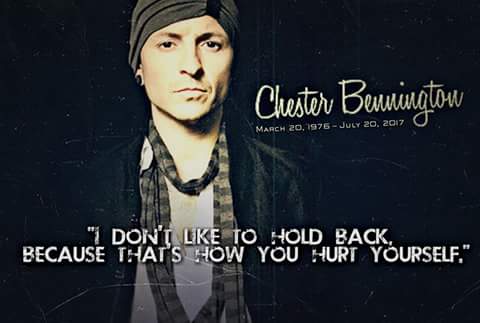 Chester Bennington
MARCH 20, 1976 – JULY 20, 2017
"I DON'T LIKE TO HOLD BACK,
BECAUSE THAT'S HOW YOU HURT YOURSELF."